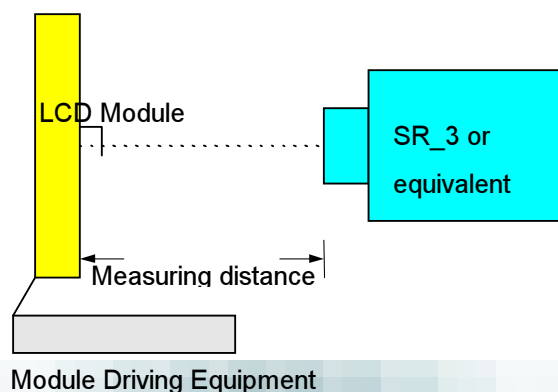 LCD Module
SR_3 or
equivalent
Measuring distance
Module Driving Equipment